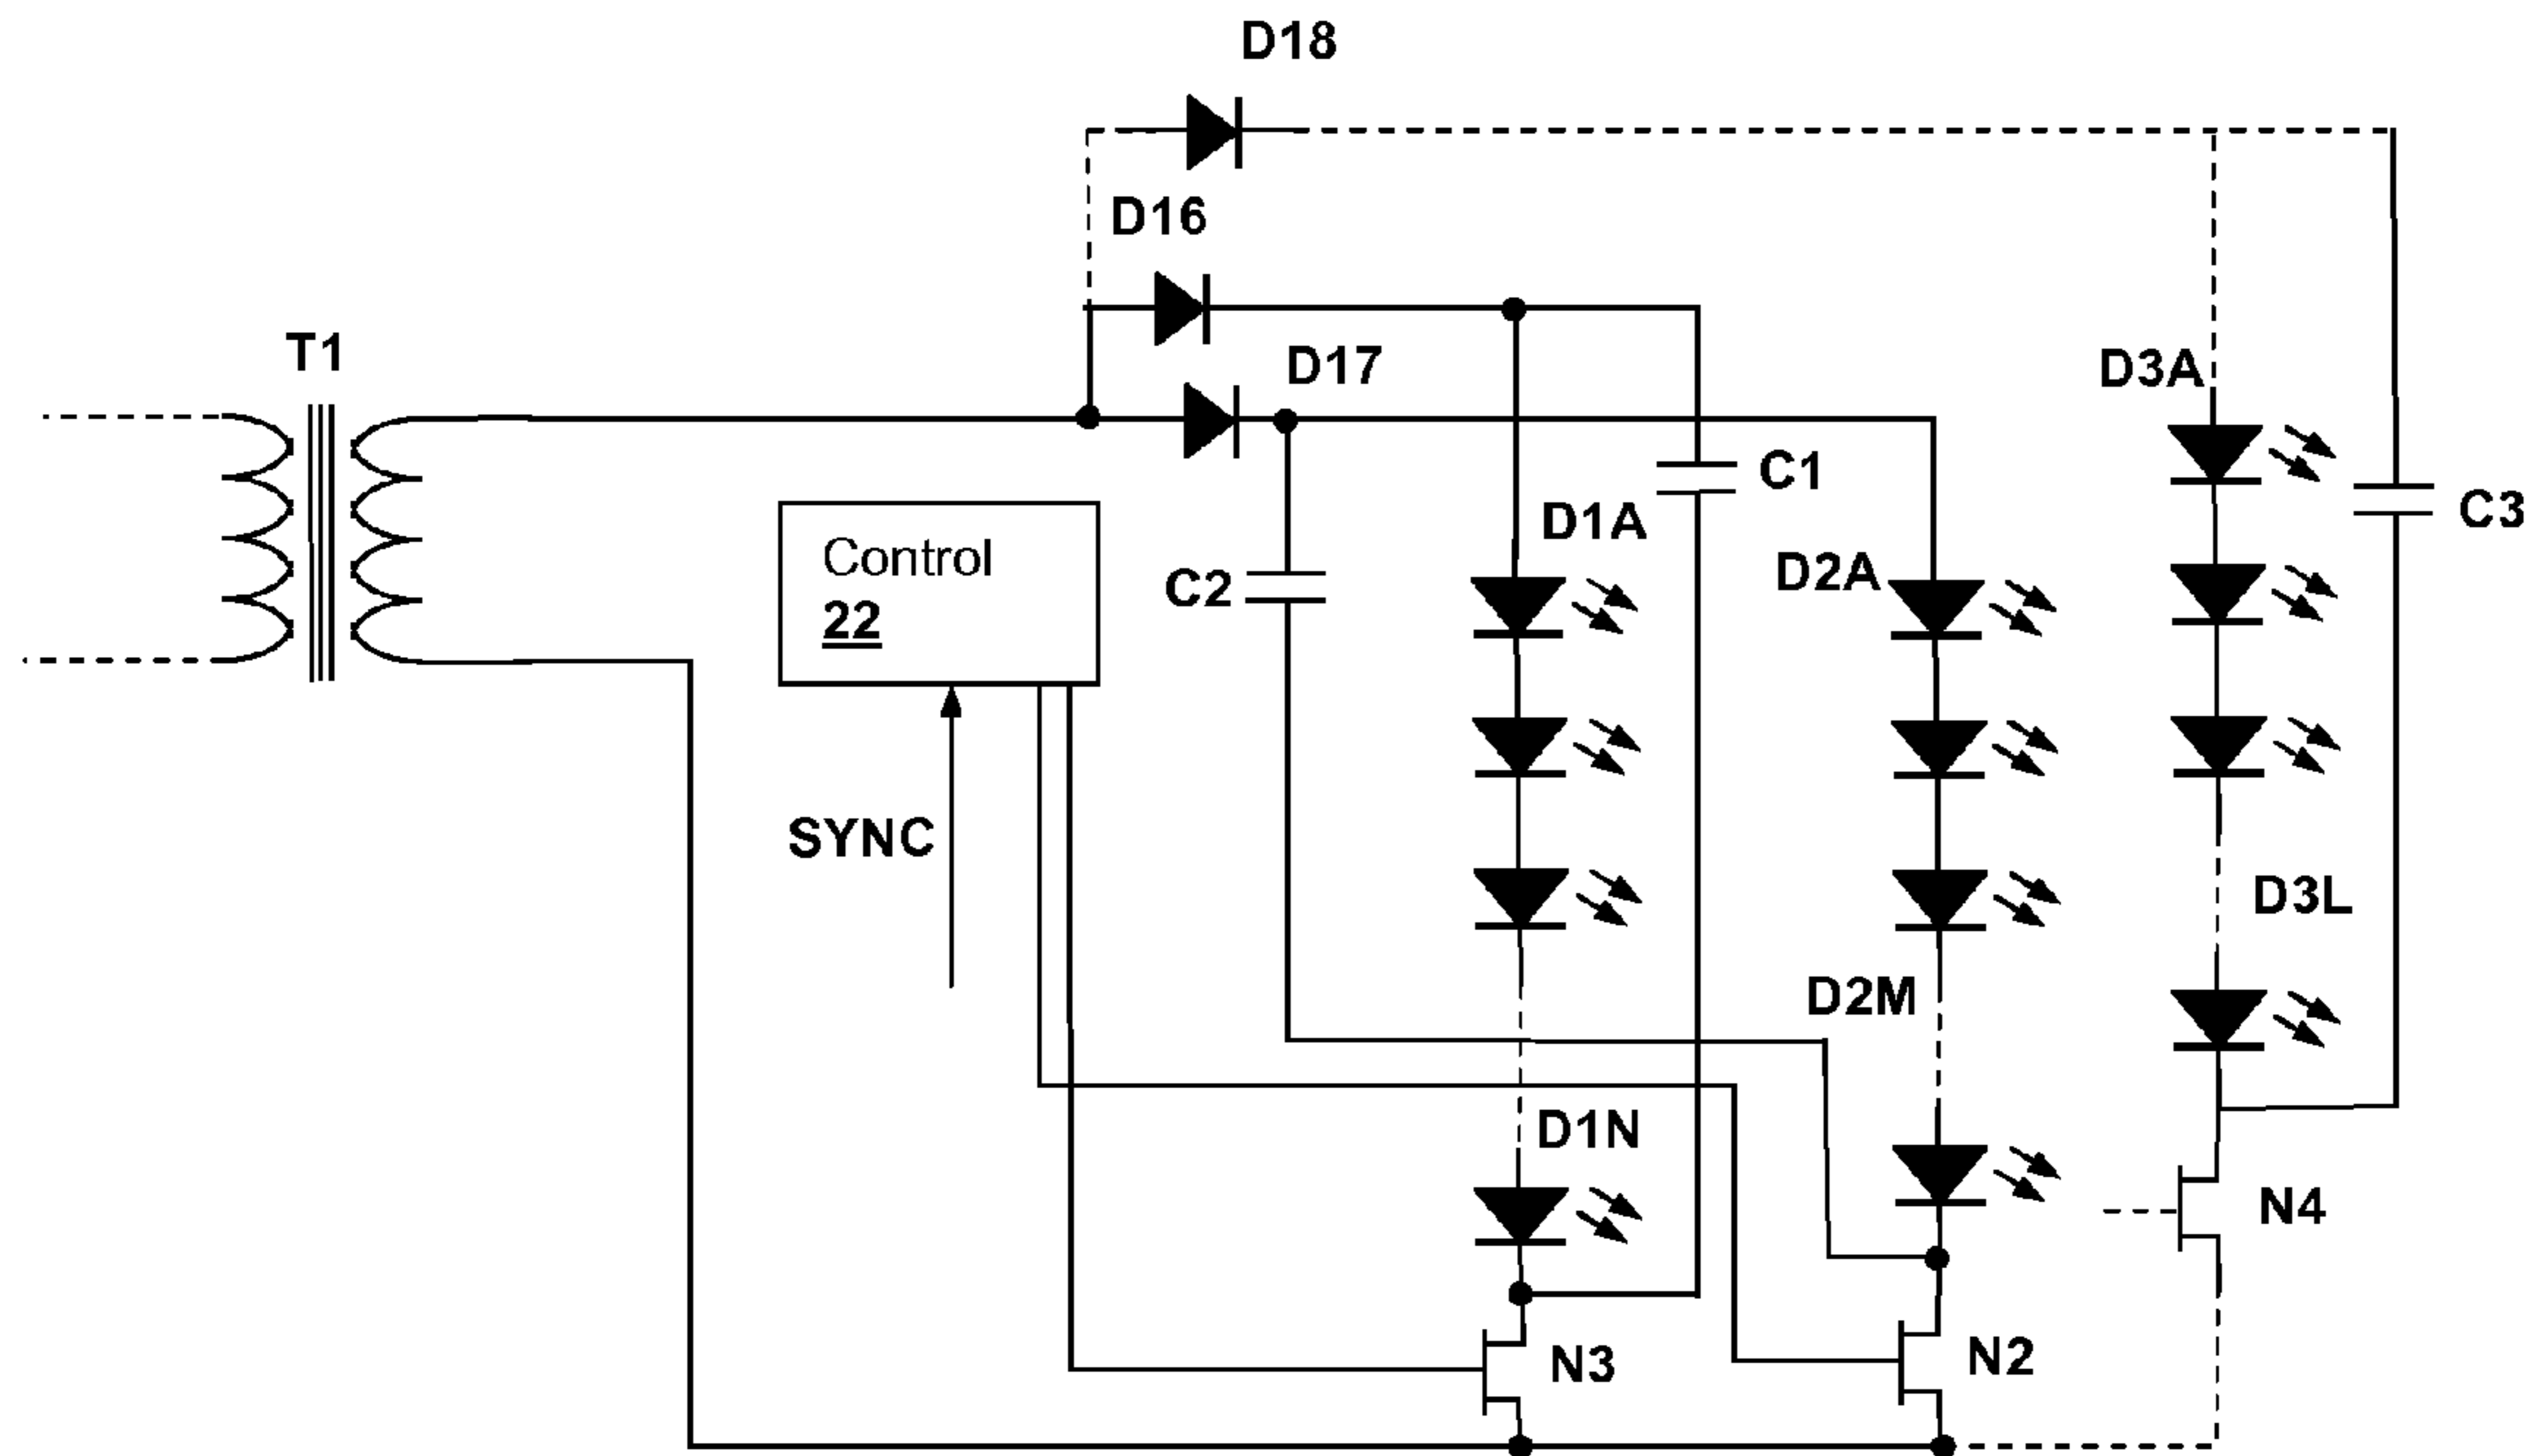 D18
D16
T1
D17
D3A
C1
C3
D1A
Control
22
C2
D2A
SYNC
D3L
D2M
D1N
N4
N3
N2